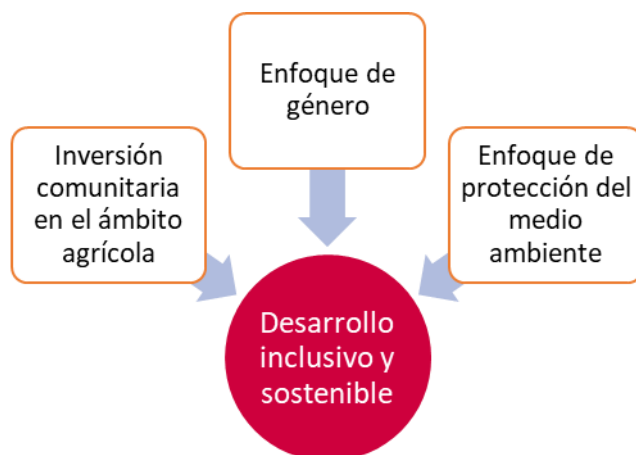 Enfoque de
género
Inversión
comunitaria
en el ámbito
agrícola
Enfoque de
protección del
medio
ambiente
Desarrollo
inclusivo y
sostenible